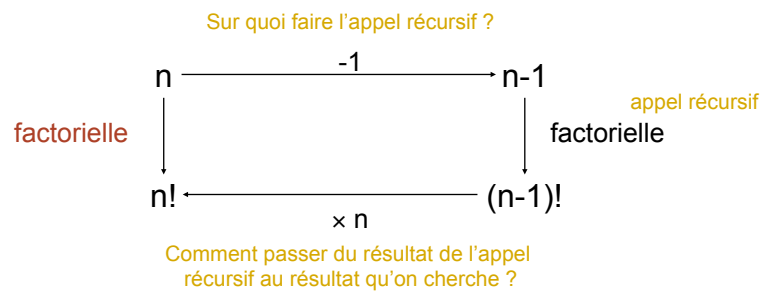 Sur quoi faire l’appel récursif ?
-1
n
n-1
appel récursif
factorielle
factorielle
n!
(n-1)!
× n
Comment passer du résultat de l’appel
récursif au résultat qu’on cherche ?